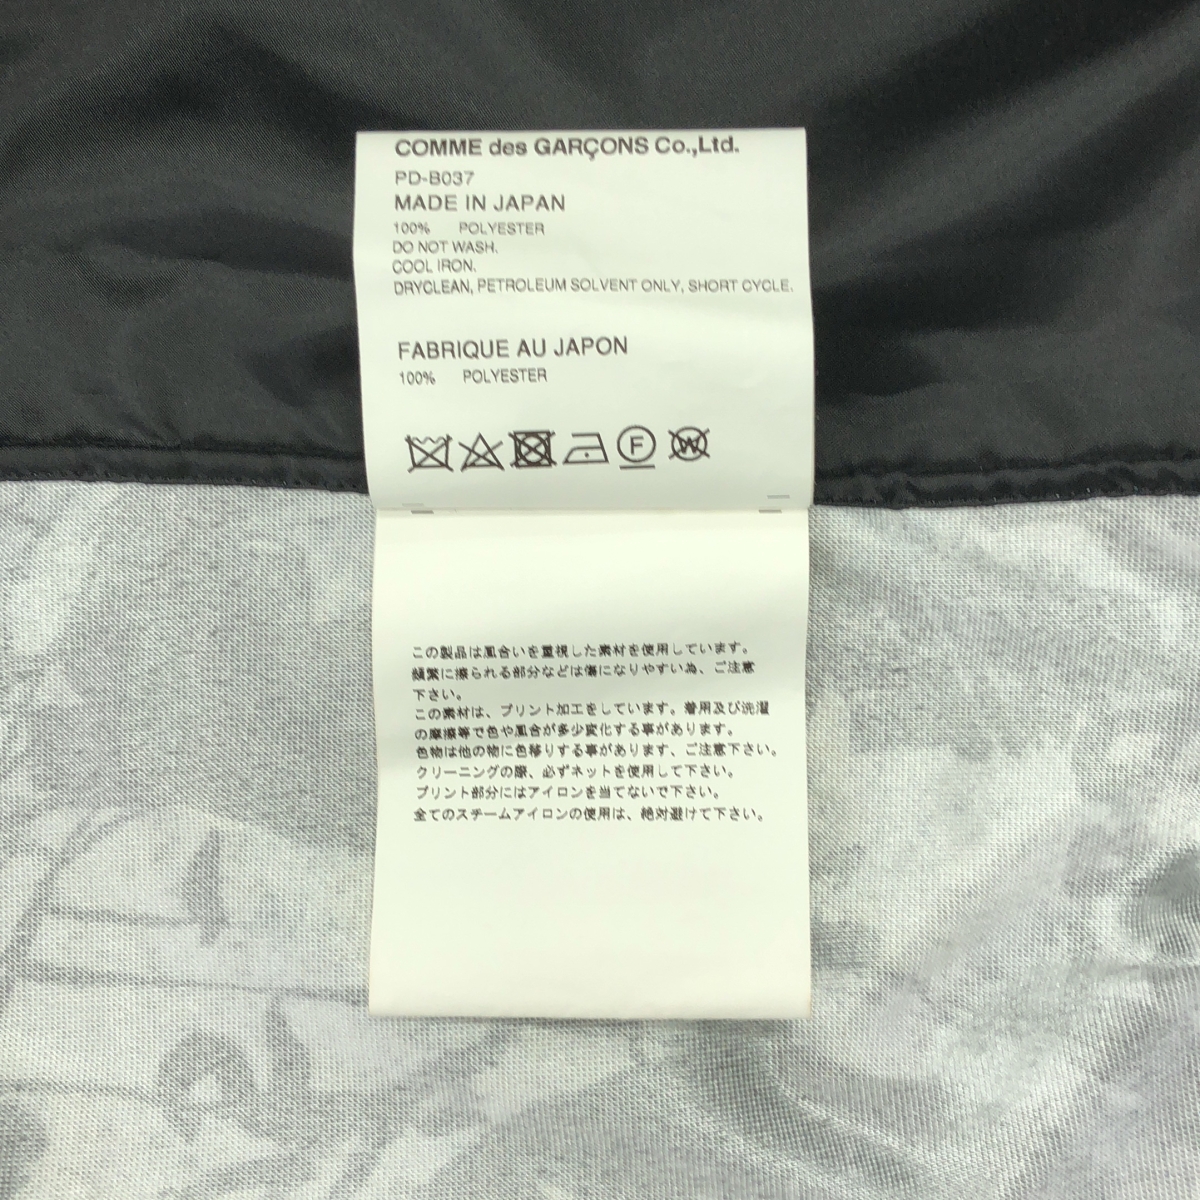 COMME des GARÇONS Co.,Ltd.
PD-B037
MADE IN JAPAN
100% POLYESTER
DO NOT WASH.
COOL IRON.
DRYCLEAN, PETROLEUM SOLVENT ONLY, SHORT CYCLE.
FABRIQUE AU JAPON
100% POLYESTER
F W
この製品は風合いを重視した素材を使用しています。
頻繁に擦られる部分などは傷になりやすい為、ご注意
下さい。
この素材は、プリント加工をしています。着用及び洗濯
の摩擦等で色や風合が多少変化する事があります。
色物は他の物に色移りする事があります、ご注意下さい。
クリーニングの際、必ずネットを使用して下さい。
プリント部分にはアイロンを当てないで下さい。
全てのスチームアイロンの使用は、絶対避けて下さい。